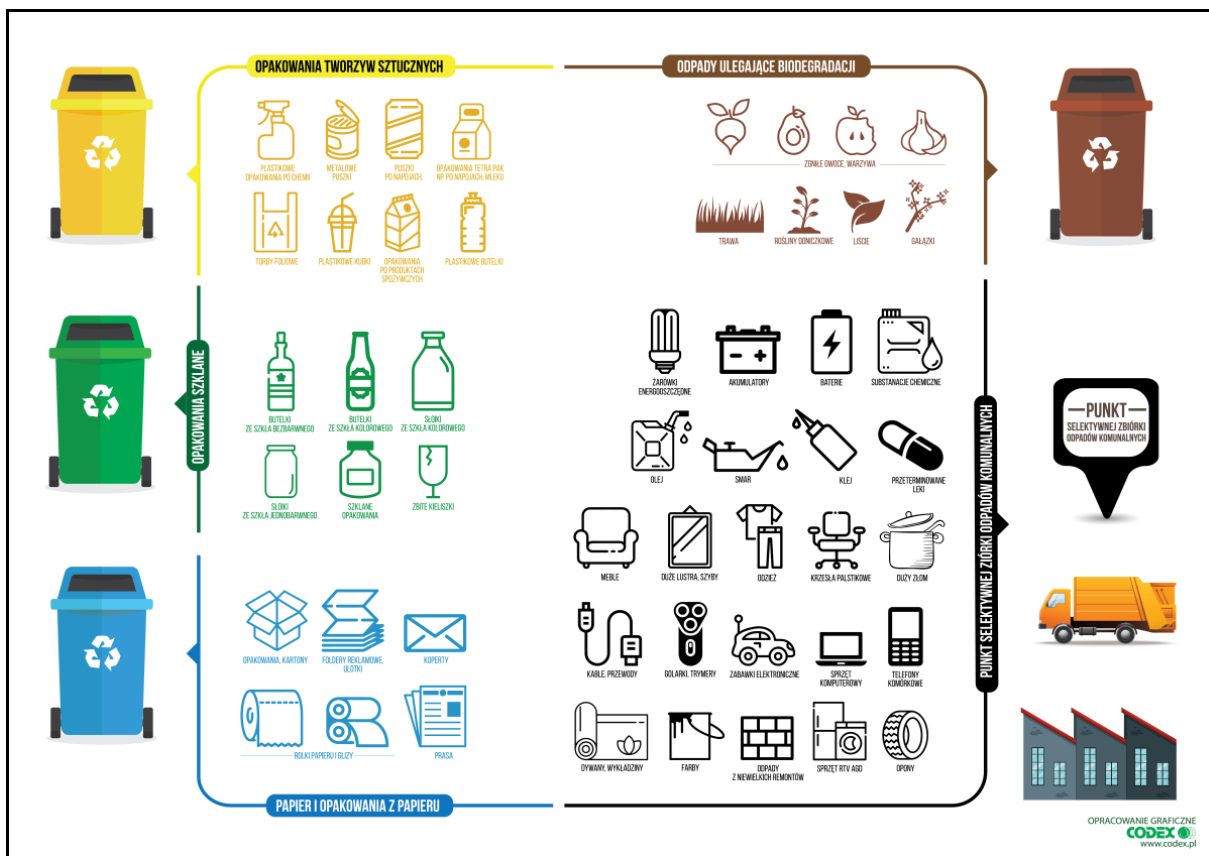 OPAKOWANIA TWORZYW SZTUCZNYCH
PLASTIKOWE
OPAKOWANIA PO CHEMII
METALOWE
PUSZKI
PUSZKI
PO NAPOJACH,
OPAKOWANIA TETRA PAK
NP. PO NAPOJACH, MLEKU
TORBY FOLIOWE
PLASTIKOWE KUBKI
OPAKOWANIA
PO PRODUKTACH
SPOŻYWCZYCH
PLASTIKOWE BUTELKI
ODPADY ULEGAJĄCE BIODEGRADACJI
ZGNIŁE OWOCE, WARZYWA
TRAWA
ROŚLINY DONICZKOWE
LIŚCIE
GAŁĄZKI
OPAKOWANIA SZKLANE
BUTELKI
ZE SZKŁA BEZBARWNEGO
BUTELKI
ZE SZKŁA KOLOROWEGO
SŁOIKI
ZE SZKŁA KOLOROWEGO
SŁOIKI
ZE SZKŁA JEDNOBARWNEGO
SZKLANE
OPAKOWANIA
ZBITE KIELISZKI
OPAKOWANIA, KARTONY
FOLDERY REKLAMOWE,
ULOTKI
KOPERTY
ROLKI PAPIERU I GLIZY
PRASA
PAPIER I OPAKOWANIA Z PAPIERU
ŻARÓWKI
ENERGOOSZCZĘDNE
AKUMULATORY
BATERIE
SUBSTANACJE CHEMICZNE
OLEJ
SMAR
KLEJ
PRZETERMINOWANE
LEKI
MEBLE
DUŻE LUSTRA, SZYBY
ODZIEŻ
KRZESŁA PALSTIKOWE
DUŻY ZŁOM
KABLE, PRZEWODY
GOLARKI, TRYMERY
ZABAWKI ELEKTRONICZNE
SPRZĘT
KOMPUTEROWY
TELEFONY
KOMÓRKOWE
DYWANY, WYKŁADZINY
FARBY
ODPADY
Z NIEWIELKICH REMONTÓW
SPRZĘT RTV AGD
OPONY
PUNKT SELEKTYWNEJ ZIÓRKI ODPADÓW KOMUNALNYCH
PUNKT
SELEKTYWNEJ ZBIÓRKI
ODPADÓW KOMUNALNYCH
OPRACOWANIE GRAFICZNE
CODEX
www.codex.pl